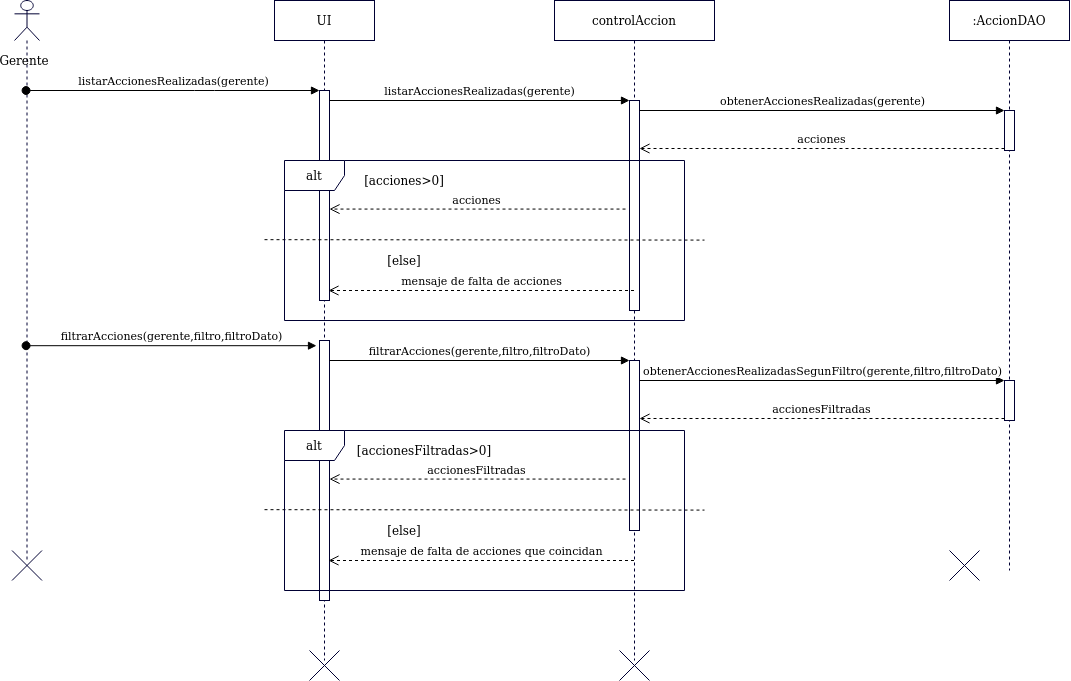 UI
controlAccion
:AccionDAO
Gerente
listarAccionesRealizadas(gerente)
listarAccionesRealizadas(gerente)
obtenerAccionesRealizadas(gerente)
acciones
alt
[acciones>0]
acciones
[else]
mensaje de falta de acciones
filtrarAcciones(gerente,filtro,filtroDato)
filtrarAcciones(gerente,filtro,filtroDato)
obtenerAccionesRealizadasSegunFiltro(gerente,filtro,filtroDato)
accionesFiltradas
alt
[accionesFiltradas>0]
accionesFiltradas
[else]
mensaje de falta de acciones que coincidan